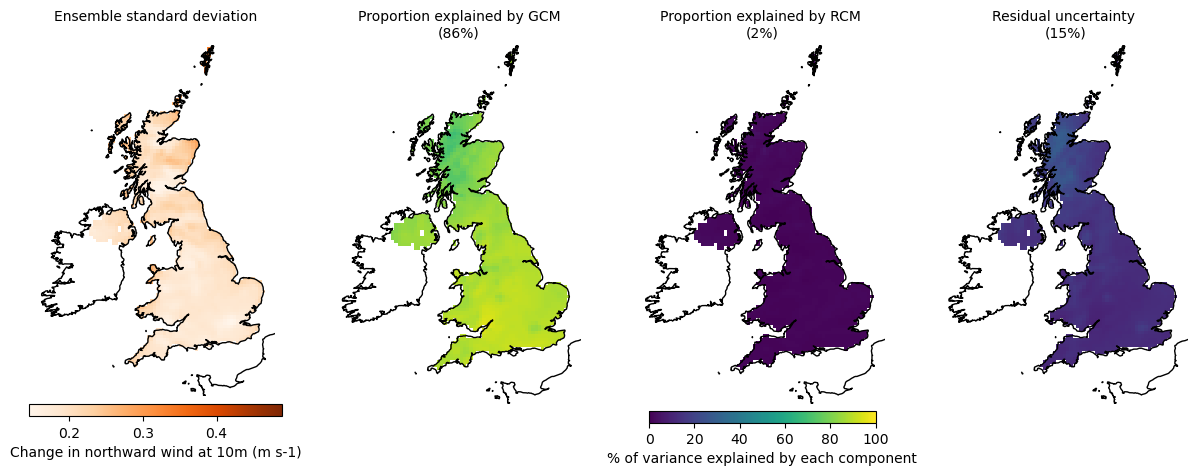 Ensemble standard deviation
Proportion explained by GCM
(86%)
Proportion explained by RCM
(2%)
Residual uncertainty
(15%)
0.2 0.3 0.4
Change in northward wind at 10m (m s-1)
0 20 40 60 80 100
% of variance explained by each component